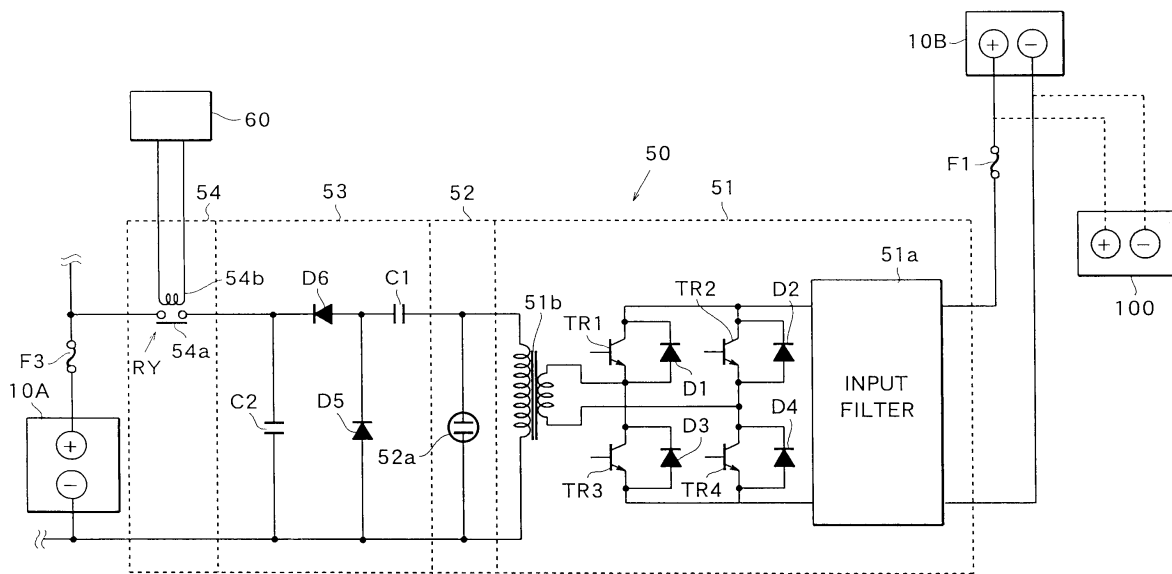 10B
+ −
60
50
F1
54
53
52
51
+ −
100
51a
54b
D6
C1
51b
TR1
TR2
D2
54a
RY
F3
D1
10A
C2
D5
INPUT
FILTER
+
−
52a
D3
D4
TR3
TR4